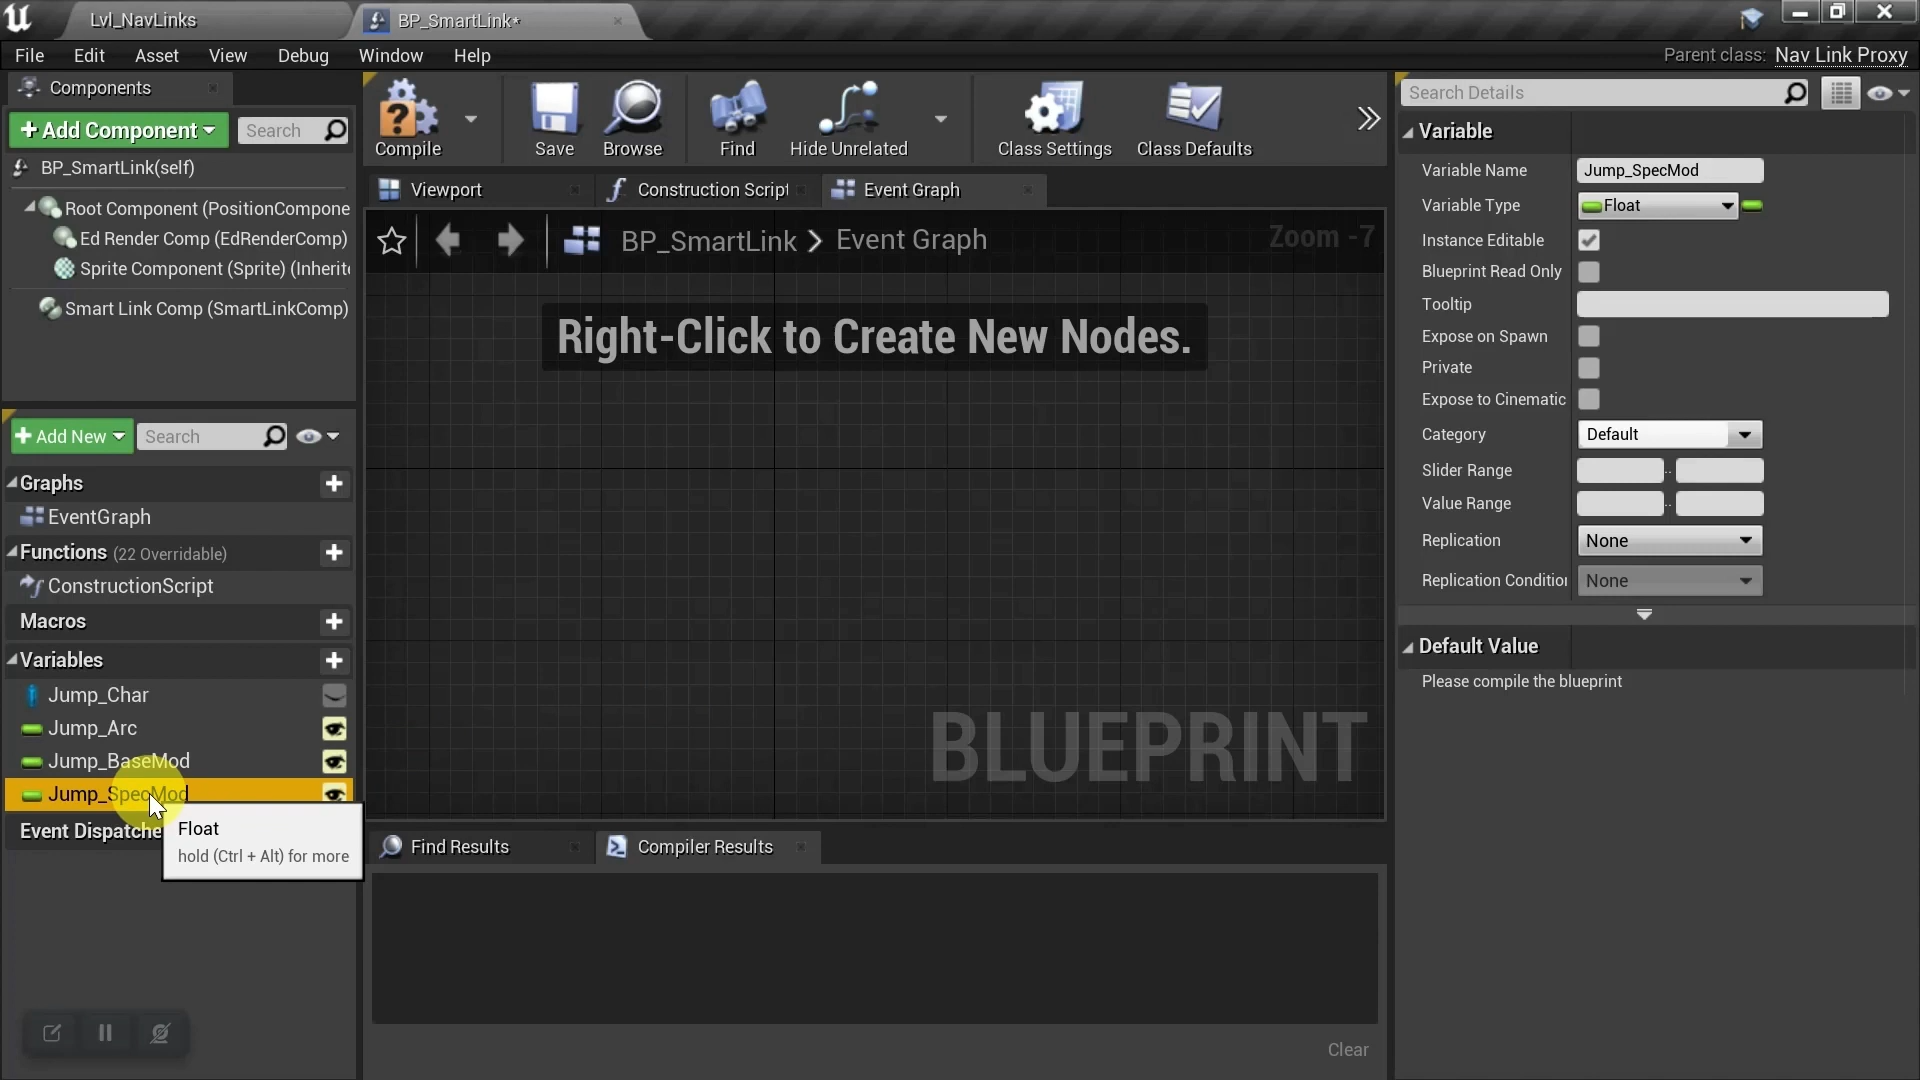 Lvl_NavLinks
BP_SmartLink*
File Edit Asset View Debug Window Help
Parent class: Nav Link Proxy
Components
Add Component
Search
BP_SmartLink(self)
Root Component (PositionCompone
Ed Render Comp (EdRenderComp)
Sprite Component (Sprite) (Inherite
Smart Link Comp (SmartLinkComp)
Add New
Search
Graphs
EventGraph
Functions (22 Overridable)
ConstructionScript
Macros
Variables
Jump_Char
Jump_Arc
Jump_BaseMod
Jump_SpecMod
Event Dispatche
Float
hold (Ctrl + Alt) for more
Compile
Save
Browse
Find
Hide Unrelated
Class Settings
Class Defaults
Viewport
Construction Script
Event Graph
BP_SmartLink > Event Graph
Zoom -7
Right-Click to Create New Nodes.
BLUEPRINT
Find Results
Compiler Results
Clear
Search Details
Variable
Variable Name Jump_SpecMod
Variable Type Float
Instance Editable
Blueprint Read Only
Tooltip
Expose on Spawn
Private
Expose to Cinematic
Category Default
Slider Range ..
Value Range ..
Replication None
Replication Condition None
Default Value
Please compile the blueprint